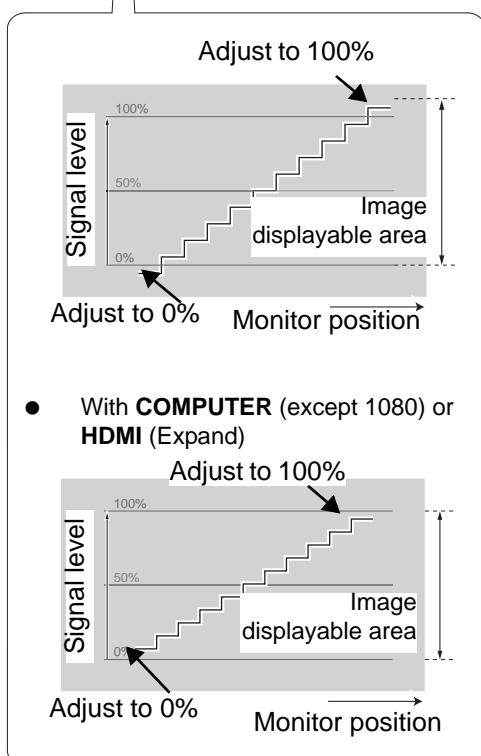 Adjust to 100%
100%
Signal level
50%
Image
displayable area
0%
Adjust to 0%
Monitor position
● With COMPUTER (except 1080) or
HDMI (Expand)
Adjust to 100%
100%
Signal level
50%
Image
displayable area
0%
Adjust to 0%
Monitor position